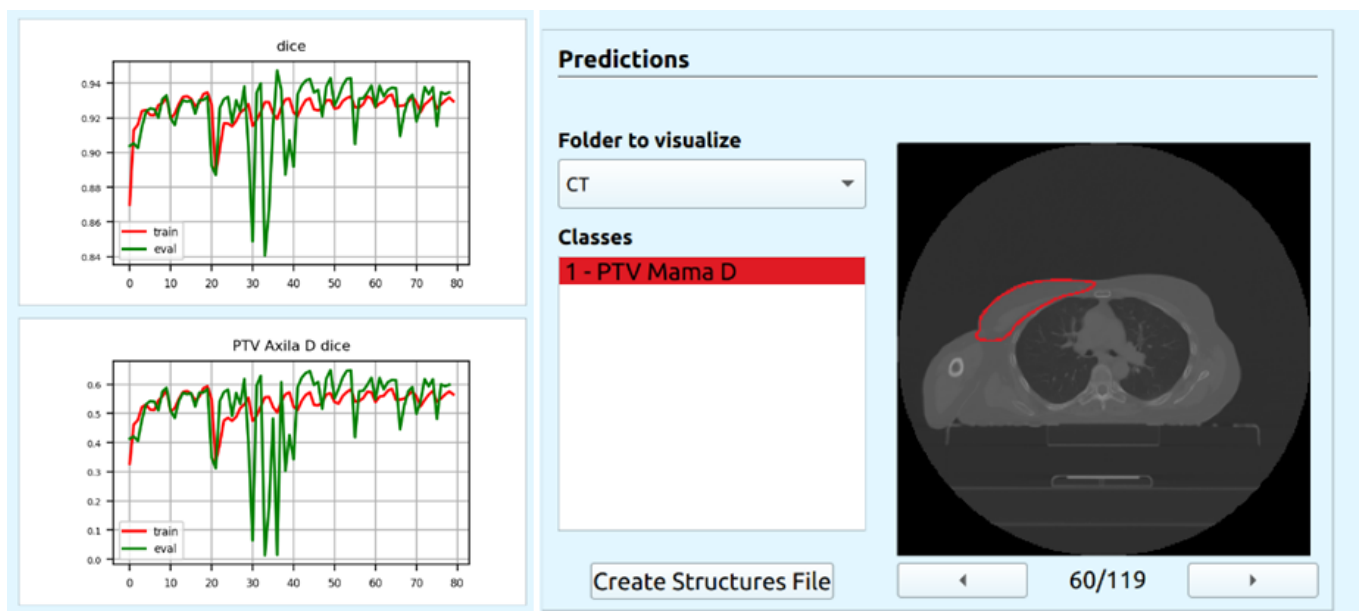 dice
0.94
0.92
0.90
0.88
0.86
0.84
train
eval
0 10 20 30 40 50 60 70 80
PTV Axila D dice
0.6
0.5
0.4
0.3
0.2
0.1
0.0
train
eval
0 10 20 30 40 50 60 70 80
Predictions
Folder to visualize
CT
Classes
1 - PTV Mama D
Create Structures File
60/119